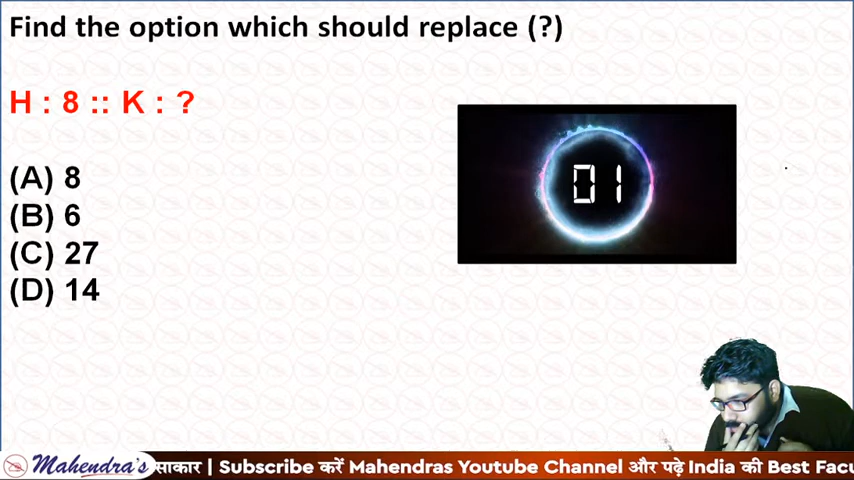 Find the option which should replace (?)
H : 8 :: K : ?
(A) 8
(B) 6
(C) 27
(D) 14
01
Mahendra's साकार | Subscribe करें Mahendras Youtube Channel और पढ़े India की Best Facu